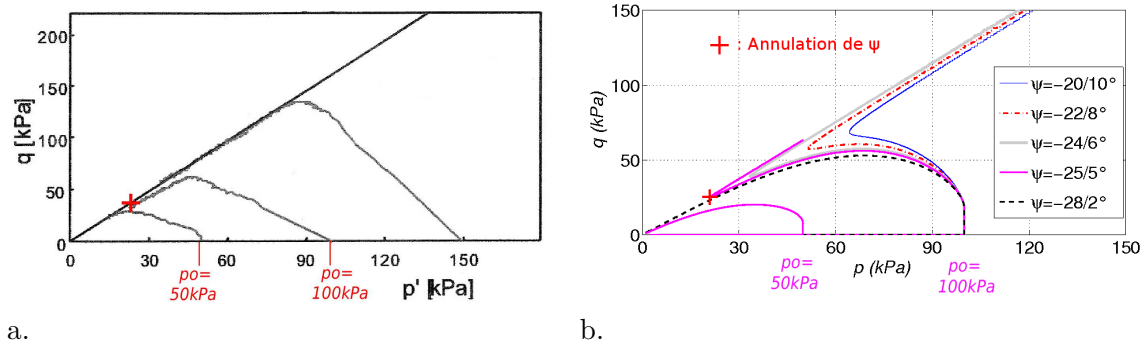 200
150
100
50
0
q [kPa]
0
30
60
90
120
150
p' [kPa]
po=
50kPa
po=
100kPa
a.
150
100
50
0
q (kPa)
0
30
60
90
120
150
p (kPa)
po=
50kPa
po=
100kPa
+ : Annulation de ψ
ψ=−20/10°
ψ=−22/8°
ψ=−24/6°
ψ=−25/5°
ψ=−28/2°
b.